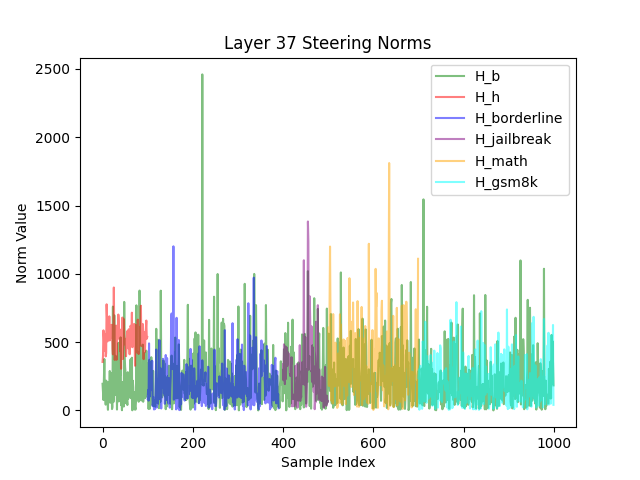 Layer 37 Steering Norms
2500
2000
1500
1000
500
0
Norm Value
H_b
H_h
H_borderline
H_jailbreak
H_math
H_gsm8k
0
200
400
600
800
1000
Sample Index